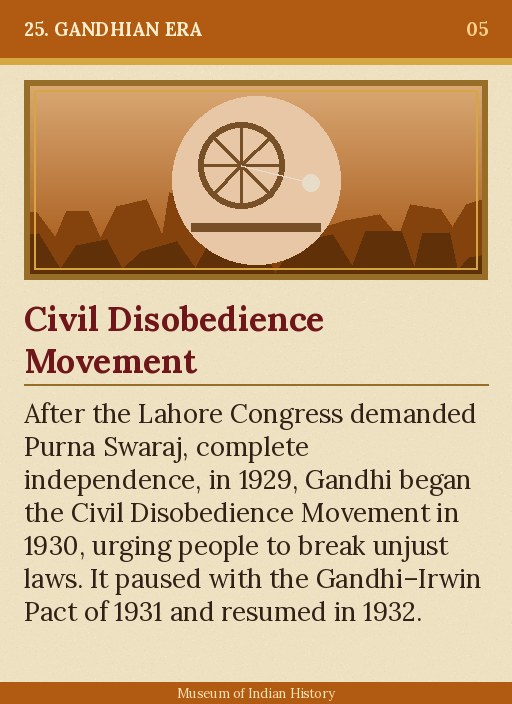 25. GANDHIAN ERA
05
Civil Disobedience
Movement
After the Lahore Congress demanded
Purna Swaraj, complete
independence, in 1929, Gandhi began
the Civil Disobedience Movement in
1930, urging people to break unjust
laws. It paused with the Gandhi–Irwin
Pact of 1931 and resumed in 1932.
Museum of Indian History